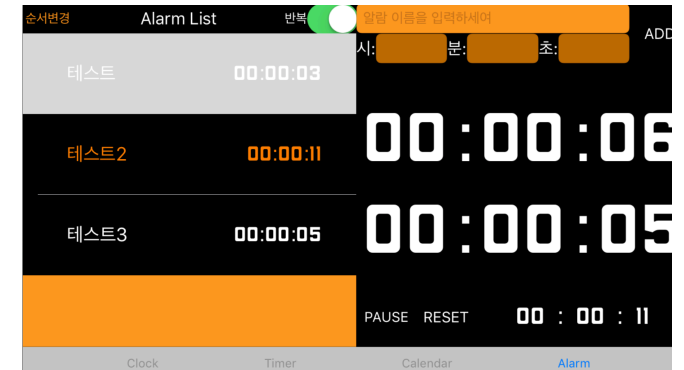 순서변경 Alarm List 반복
테스트 00:00:03
테스트2 00:00:11
테스트3 00:00:05
알람 이름을 입력하세여
ADD
시: 분: 초:
00:00:06
00:00:05
PAUSE RESET 00 : 00 : 11
Clock Timer Calendar Alarm